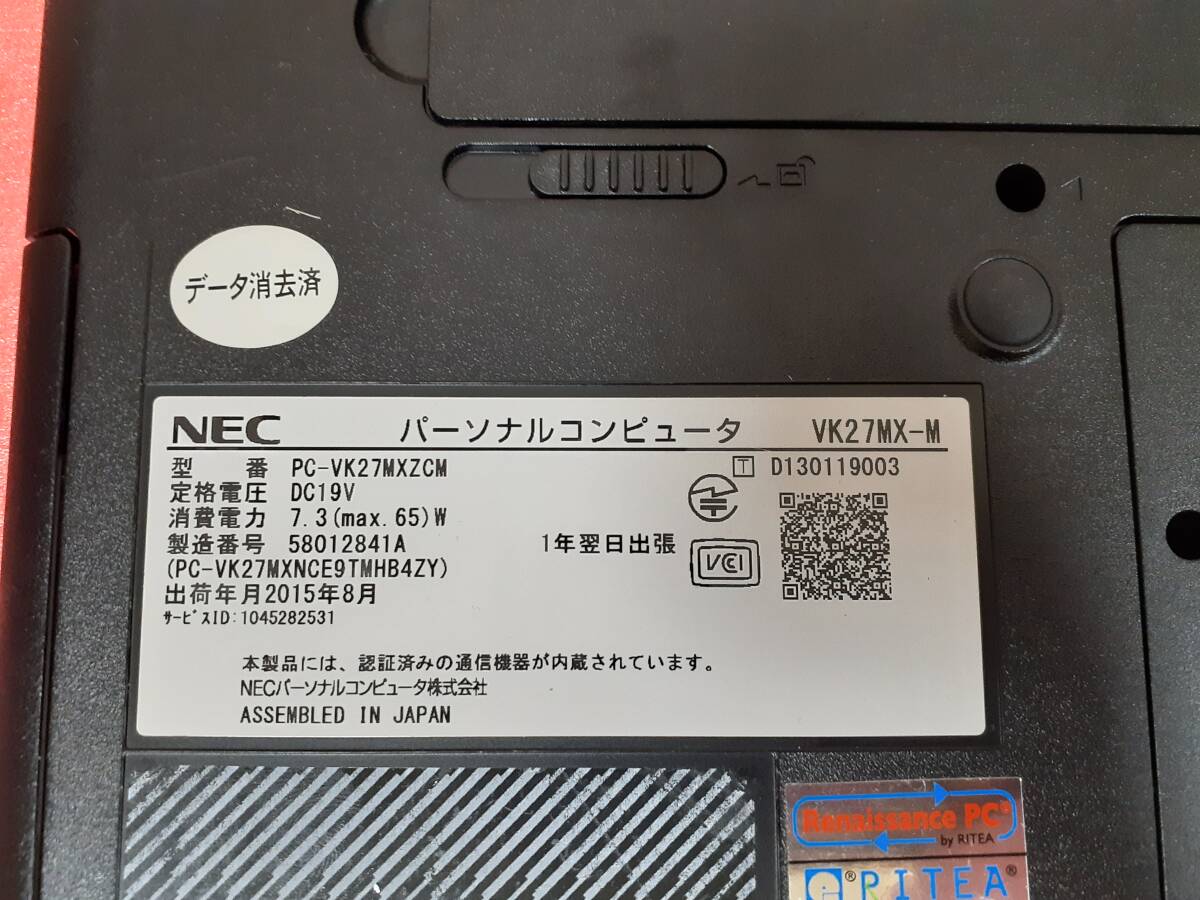 データ消去済
NEC パーソナルコンピュータ VK27MX-M
型 番 PC-VK27MXZCM
T D130119003
定格電圧 DC19V
消費電力 7.3(max.65)W
製造番号 58012841A
1年翌日出張
VCI
(PC-VK27MXNCE9TMHB4ZY)
出荷年月2015年8月
ｻｰﾋﾞｽID:1045282531
本製品には、認証済みの通信機器が内蔵されています。
NECパーソナルコンピュータ株式会社
ASSEMBLED IN JAPAN
1
Renaissance PC®
by RITEA
®RITEA®